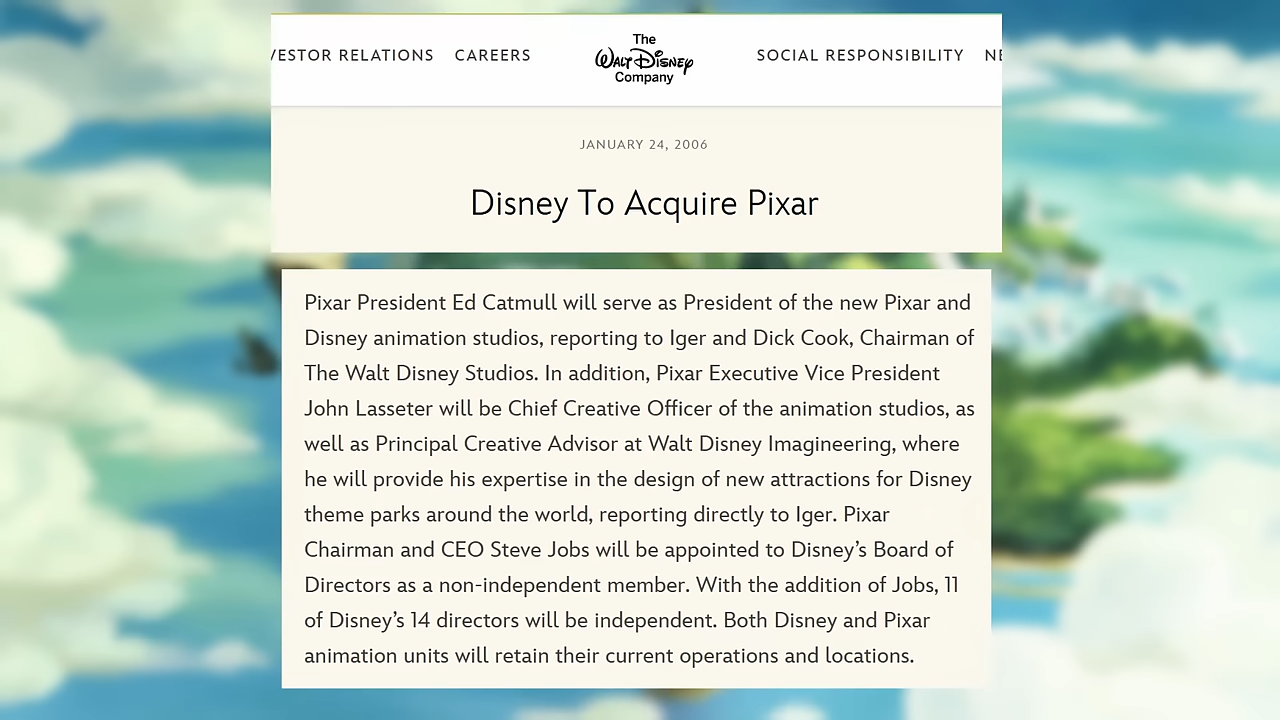 VESTOR RELATIONS CAREERS The Walt Disney Company SOCIAL RESPONSIBILITY NE
JANUARY 24, 2006
Disney To Acquire Pixar
Pixar President Ed Catmull will serve as President of the new Pixar and
Disney animation studios, reporting to Iger and Dick Cook, Chairman of
The Walt Disney Studios. In addition, Pixar Executive Vice President
John Lasseter will be Chief Creative Officer of the animation studios, as
well as Principal Creative Advisor at Walt Disney Imagineering, where
he will provide his expertise in the design of new attractions for Disney
theme parks around the world, reporting directly to Iger. Pixar
Chairman and CEO Steve Jobs will be appointed to Disney’s Board of
Directors as a non-independent member. With the addition of Jobs, 11
of Disney’s 14 directors will be independent. Both Disney and Pixar
animation units will retain their current operations and locations.